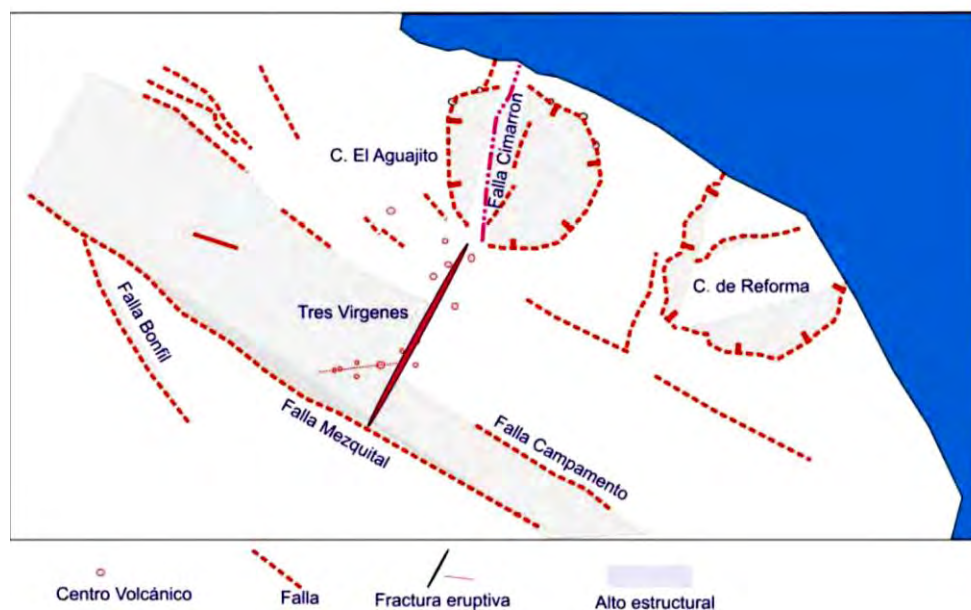 Falla Cimarron
C. El Aguajito
C. de Reforma
Falla Bonfil
Tres Virgenes
Falla Mezquital
Falla Campamento
Centro Volcánico
Falla
Fractura eruptiva
Alto estructural